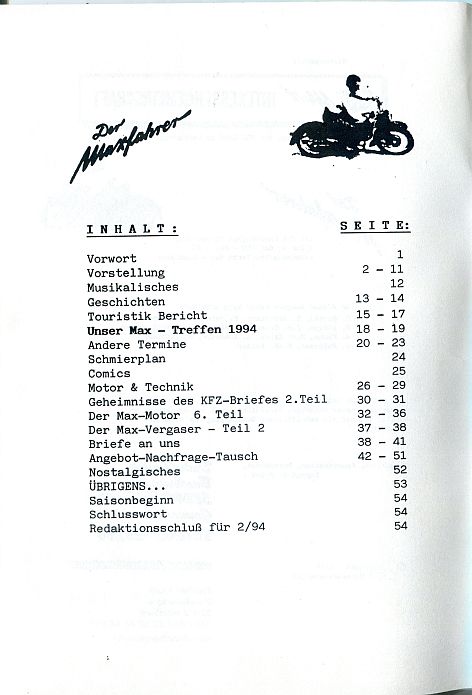 Der
Maxfahrer
INHALT: SEITE:
Vorwort 1
Vorstellung 2 - 11
Musikalisches 12
Geschichten 13 - 14
Touristik Bericht 15 - 17
Unser Max - Treffen 1994 18 - 19
Andere Termine 20 - 23
Schmierplan 24
Comics 25
Motor & Technik 26 - 29
Geheimnisse des KFZ-Briefes 2.Teil 30 - 31
Der Max-Motor 6. Teil 32 - 36
Der Max-Vergaser - Teil 2 37 - 38
Briefe an uns 38 - 41
Angebot-Nachfrage-Tausch 42 - 51
Nostalgisches 52
ÜBRIGENS... 53
Saisonbeginn 54
Schlusswort 54
Redaktionsschluß für 2/94 54